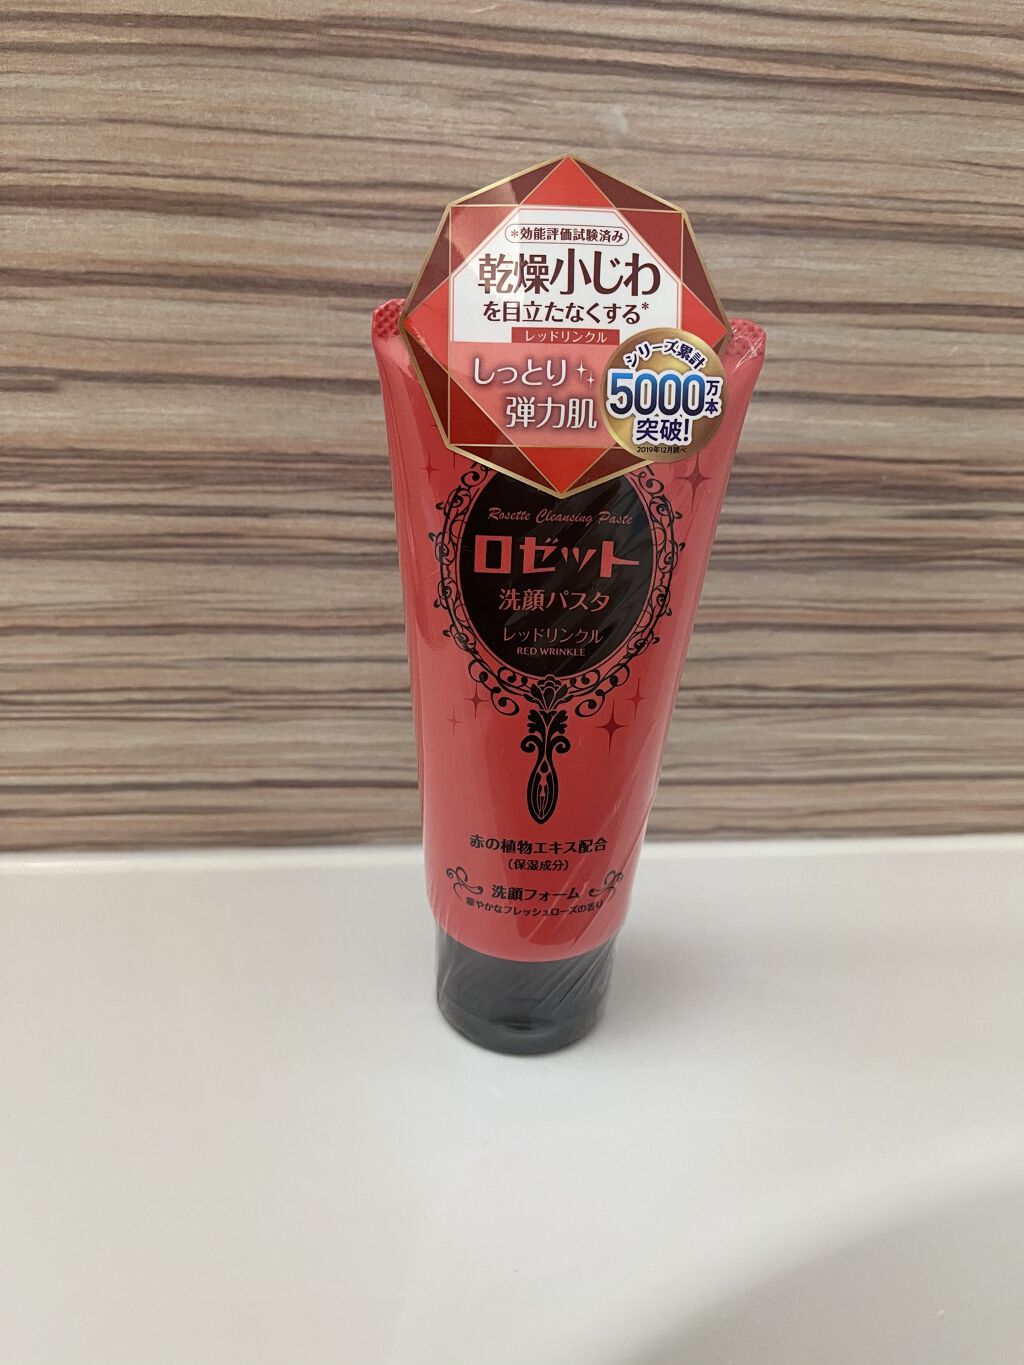 *効能評価試験済み
乾燥小じわ
を目立たなくする*
レッドリンクル
しっとり
弾力肌
シリーズ累計
5000万本
突破!
2019年12月調べ
Rosette Cleansing Paste
ロゼット
洗顔パスタ
レッドリンクル
RED WRINKLE
赤の植物エキス配合
(保湿成分)
洗顔フォーム
華やかなフレッシュローズの香り